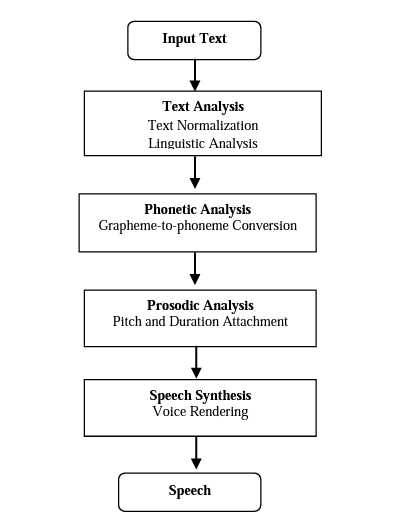 Input Text
Text Analysis
Text Normalization
Linguistic Analysis
Phonetic Analysis
Grapheme-to-phoneme Conversion
Prosodic Analysis
Pitch and Duration Attachment
Speech Synthesis
Voice Rendering
Speech